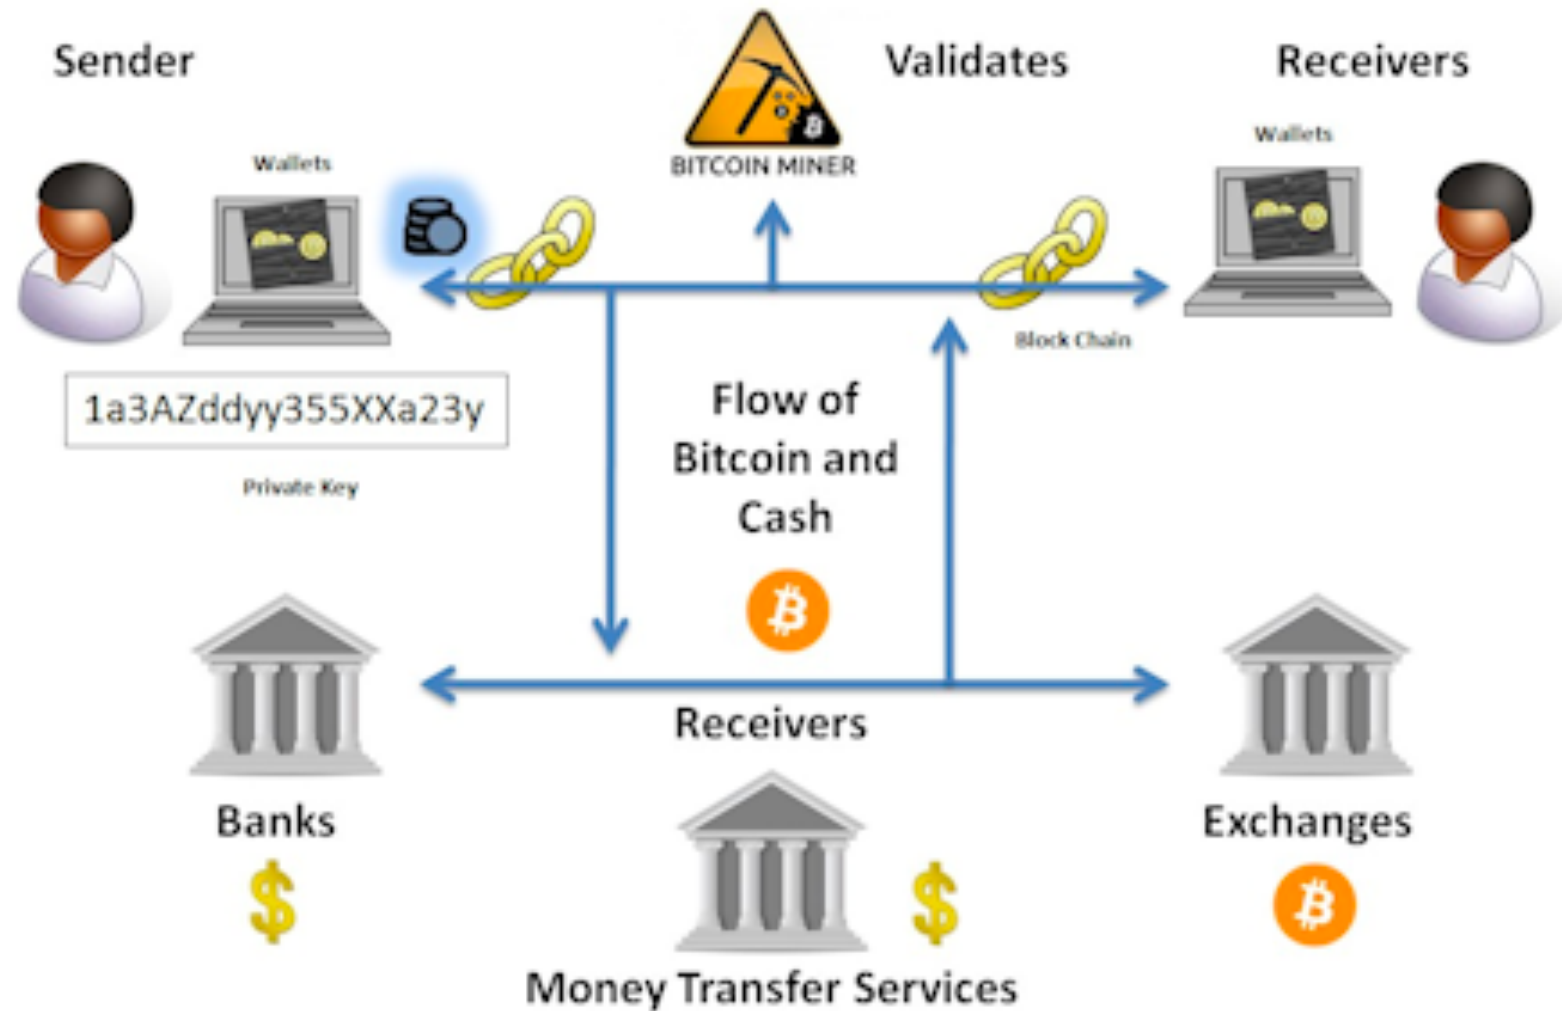 Sender
Validates
Receivers
Wallets
BITCOIN MINER
Wallets
Block Chain
1a3AZddyy355XXa23y
Private Key
Flow of
Bitcoin and
Cash
Receivers
Banks
Exchanges
Money Transfer Services